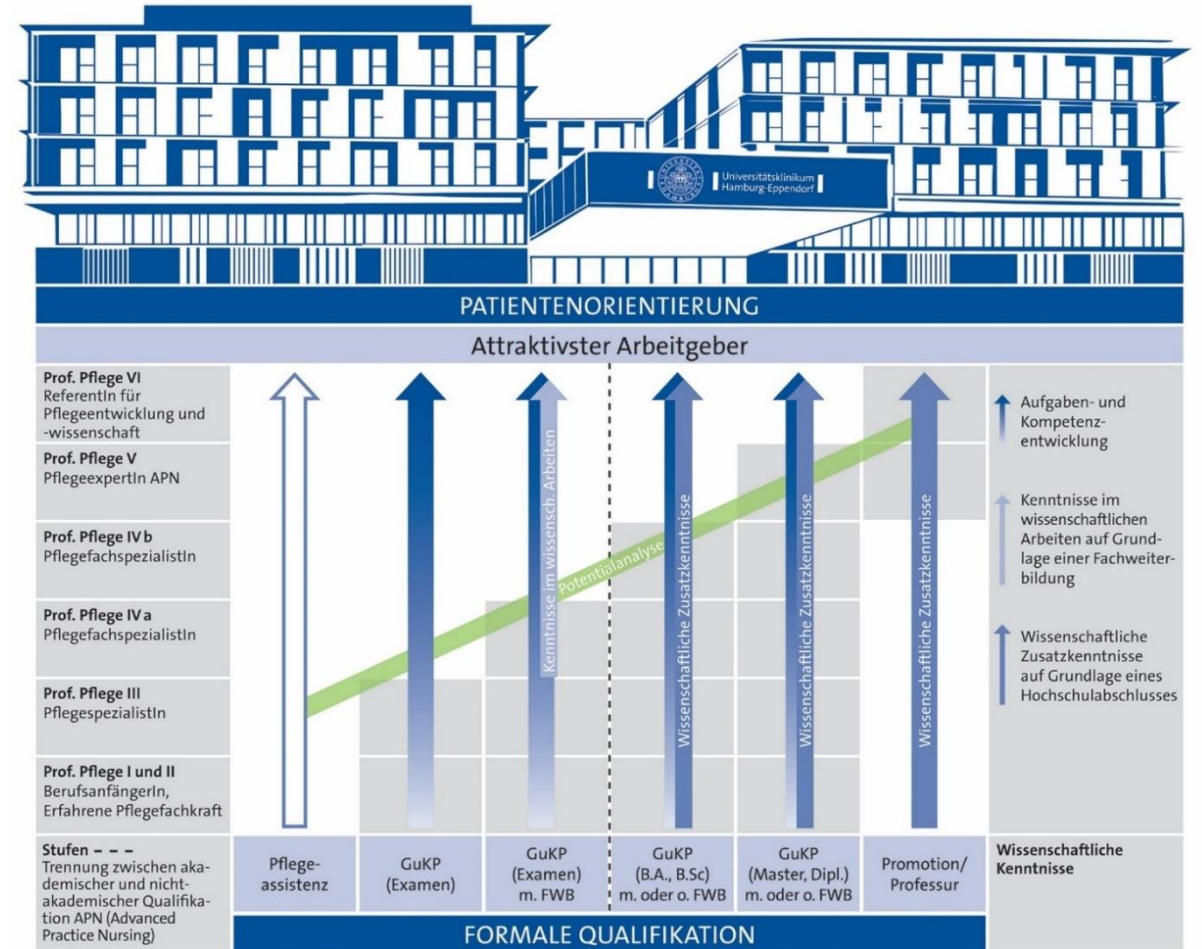 Universitätsklinikum
Hamburg-Eppendorf
PATIENTENORIENTIERUNG
Attraktivster Arbeitgeber
Prof. Pflege VI
ReferentIn für
Pflegeentwicklung und
-wissenschaft
Prof. Pflege V
PflegeexpertIn APN
Prof. Pflege IV b
PflegefachspezialistIn
Prof. Pflege IV a
PflegefachspezialistIn
Prof. Pflege III
PflegespezialistIn
Prof. Pflege I und II
BerufsanfängerIn,
Erfahrene Pflegefachkraft
Stufen – – –
Trennung zwischen aka-
demischer und nicht-
akademischer Qualifika-
tion APN (Advanced
Practice Nursing)
Kenntnisse im wissensch. Arbeiten
Potentialanalyse
Wissenschaftliche Zusatzkenntnisse
Wissenschaftliche Zusatzkenntnisse
Wissenschaftliche Zusatzkenntnisse
Aufgaben- und
Kompetenz-
entwicklung
Kenntnisse im
wissenschaftlichen
Arbeiten auf Grund-
lage einer Fachweiter-
bildung
Wissenschaftliche
Zusatzkenntnisse
auf Grundlage eines
Hochschulabschlusses
Pflege-
assistenz
GuKP
(Examen)
GuKP
(Examen)
m. FWB
GuKP
(B.A., B.Sc)
m. oder o. FWB
GuKP
(Master, Dipl.)
m. oder o. FWB
Promotion/
Professur
Wissenschaftliche
Kenntnisse
FORMALE QUALIFIKATION